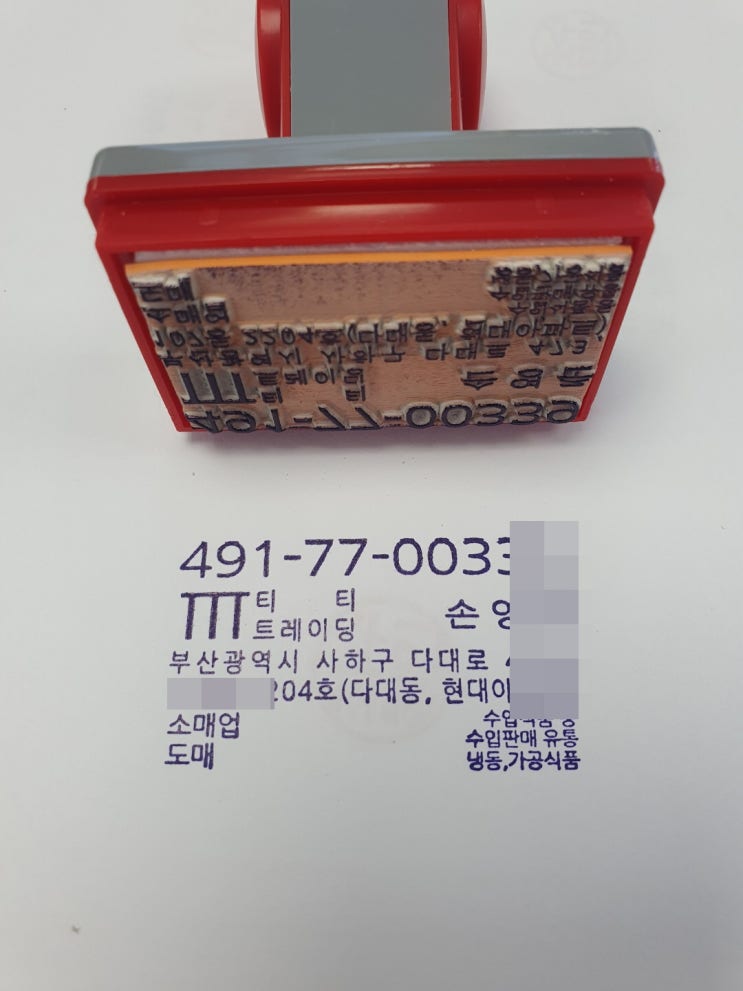 491-77-0033
TTT 티 티
트레이딩 손
부산광역시 사하구 다대로
204호(다대동, 현대아
소매업
도매
수입판매 유통
냉동,가공식품